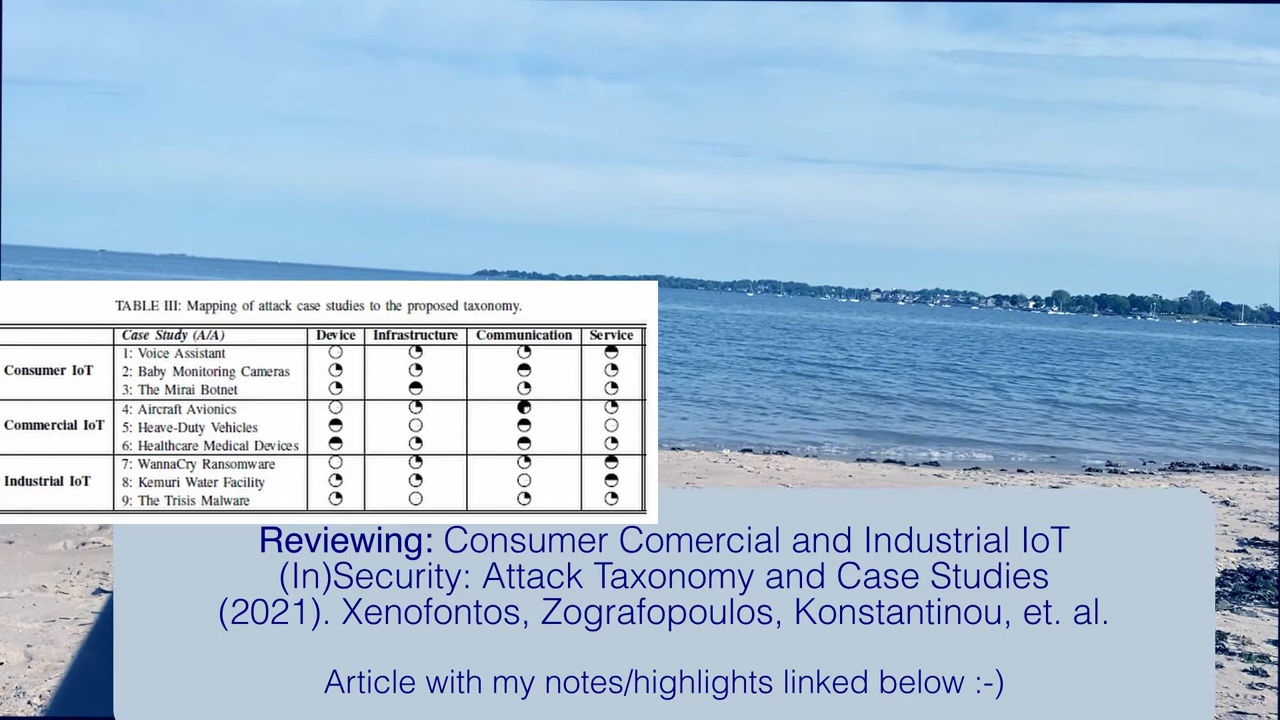 TABLE III: Mapping of attack case studies to the proposed taxonomy.
Case Study (A/A) Device Infrastructure Communication Service
Consumer IoT
1: Voice Assistant
2: Baby Monitoring Cameras
3: The Mirai Botnet
Commercial IoT
4: Aircraft Avionics
5: Heave-Duty Vehicles
6: Healthcare Medical Devices
Industrial IoT
7: WannaCry Ransomware
8: Kemuri Water Facility
9: The Trisis Malware
Reviewing: Consumer Comercial and Industrial IoT
(In)Security: Attack Taxonomy and Case Studies
(2021). Xenofontos, Zografopoulos, Konstantinou, et. al.
Article with my notes/highlights linked below :-)